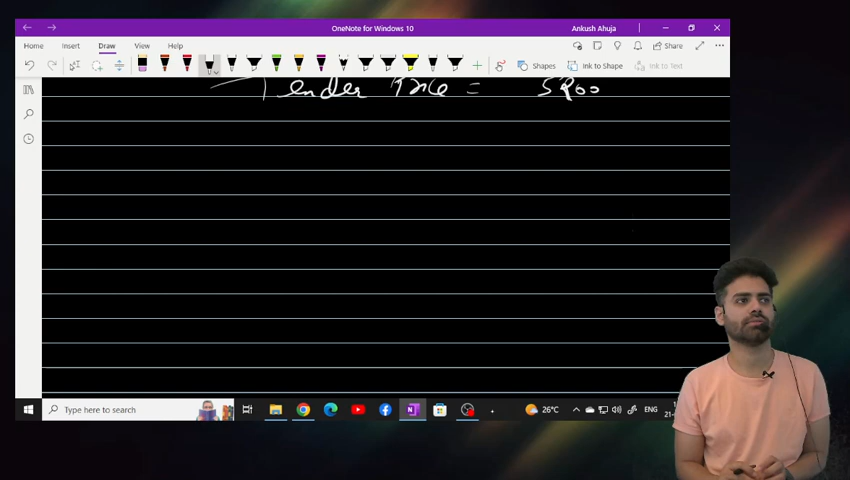 OneNote for Windows 10
Ankush Ahuja
Home Insert Draw View Help
Share
Shapes
Ink to Shape
Ink to Text
Tender Price =
Type here to search
26°C
ENG